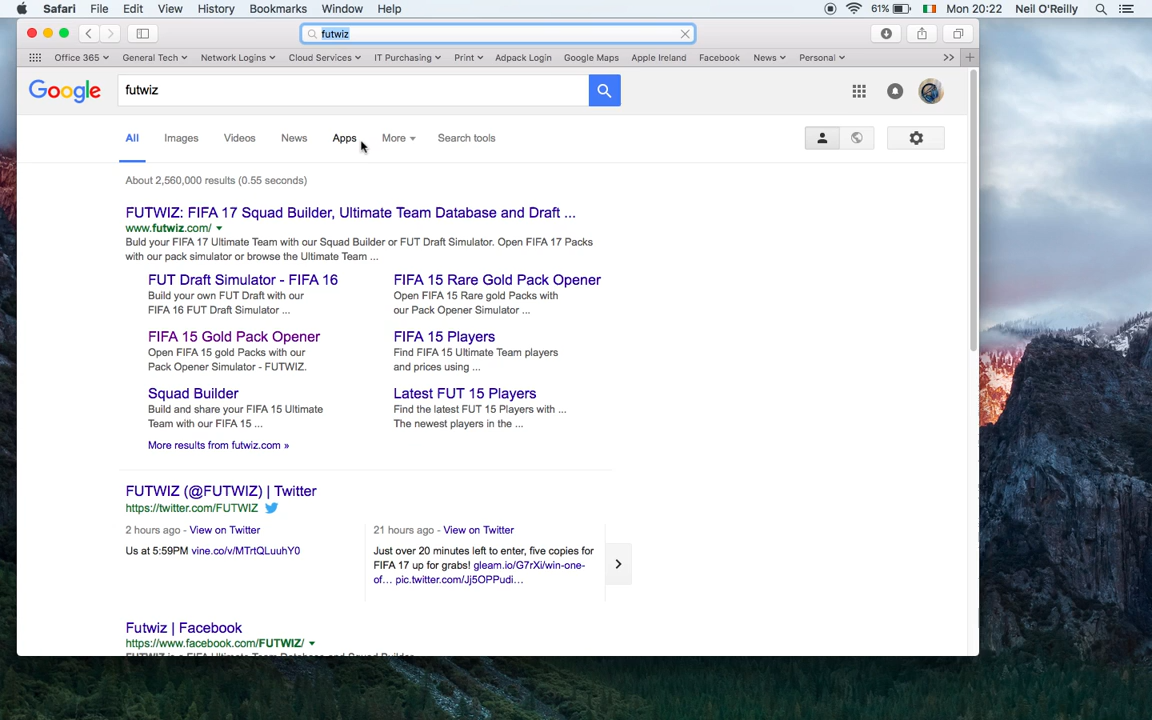 Safari File Edit View History Bookmarks Window Help 61% Mon 20:22 Neil O'Reilly
futwiz
Office 365 General Tech Network Logins Cloud Services IT Purchasing Print Adpack Login Google Maps Apple Ireland Facebook News Personal >> +
Google futwiz
All Images Videos News Apps More Search tools
About 2,560,000 results (0.55 seconds)
FUTWIZ: FIFA 17 Squad Builder, Ultimate Team Database and Draft ...
www.futwiz.com/
Buld your FIFA 17 Ultimate Team with our Squad Builder or FUT Draft Simulator. Open FIFA 17 Packs
with our pack simulator or browse the Ultimate Team ...
FUT Draft Simulator - FIFA 16
Build your own FUT Draft with our
FIFA 16 FUT Draft Simulator ...
FIFA 15 Rare Gold Pack Opener
Open FIFA 15 Rare gold Packs with
our Pack Opener Simulator ...
FIFA 15 Gold Pack Opener
Open FIFA 15 gold Packs with our
Pack Opener Simulator - FUTWIZ.
FIFA 15 Players
Find FIFA 15 Ultimate Team players
and prices using ...
Squad Builder
Build and share your FIFA 15 Ultimate
Team with our FIFA 15 ...
Latest FUT 15 Players
Find the latest FUT 15 Players with ...
The newest players in the ...
More results from futwiz.com »
FUTWIZ (@FUTWIZ) | Twitter
https://twitter.com/FUTWIZ
2 hours ago - View on Twitter
Us at 5:59PM vine.co/v/MTrtQLuuhY0
21 hours ago - View on Twitter
Just over 20 minutes left to enter, five copies for
FIFA 17 up for grabs! gleam.io/G7rXi/win-one-
of... pic.twitter.com/Jj5OPPudi...
Futwiz | Facebook
https://www.facebook.com/FUTWIZ/
FUTWIZ is a FIFA Ultimate Team Database and Squad Builder